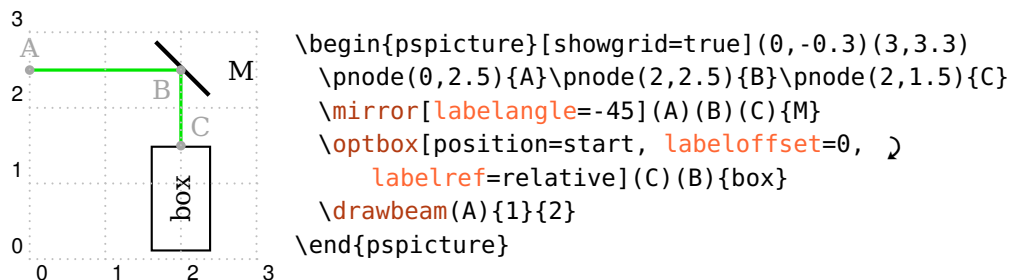 3
A
M
B
2
C
1
box
0
0 1 2 3
\begin{pspicture}[showgrid=true](0,-0.3)(3,3.3)
\pnode(0,2.5){A}\pnode(2,2.5){B}\pnode(2,1.5){C}
\mirror[labelangle=-45](A)(B)(C){M}
\optbox[position=start, labeloffset=0,
labelref=relative](C)(B){box}
\drawbeam(A){1}{2}
\end{pspicture}